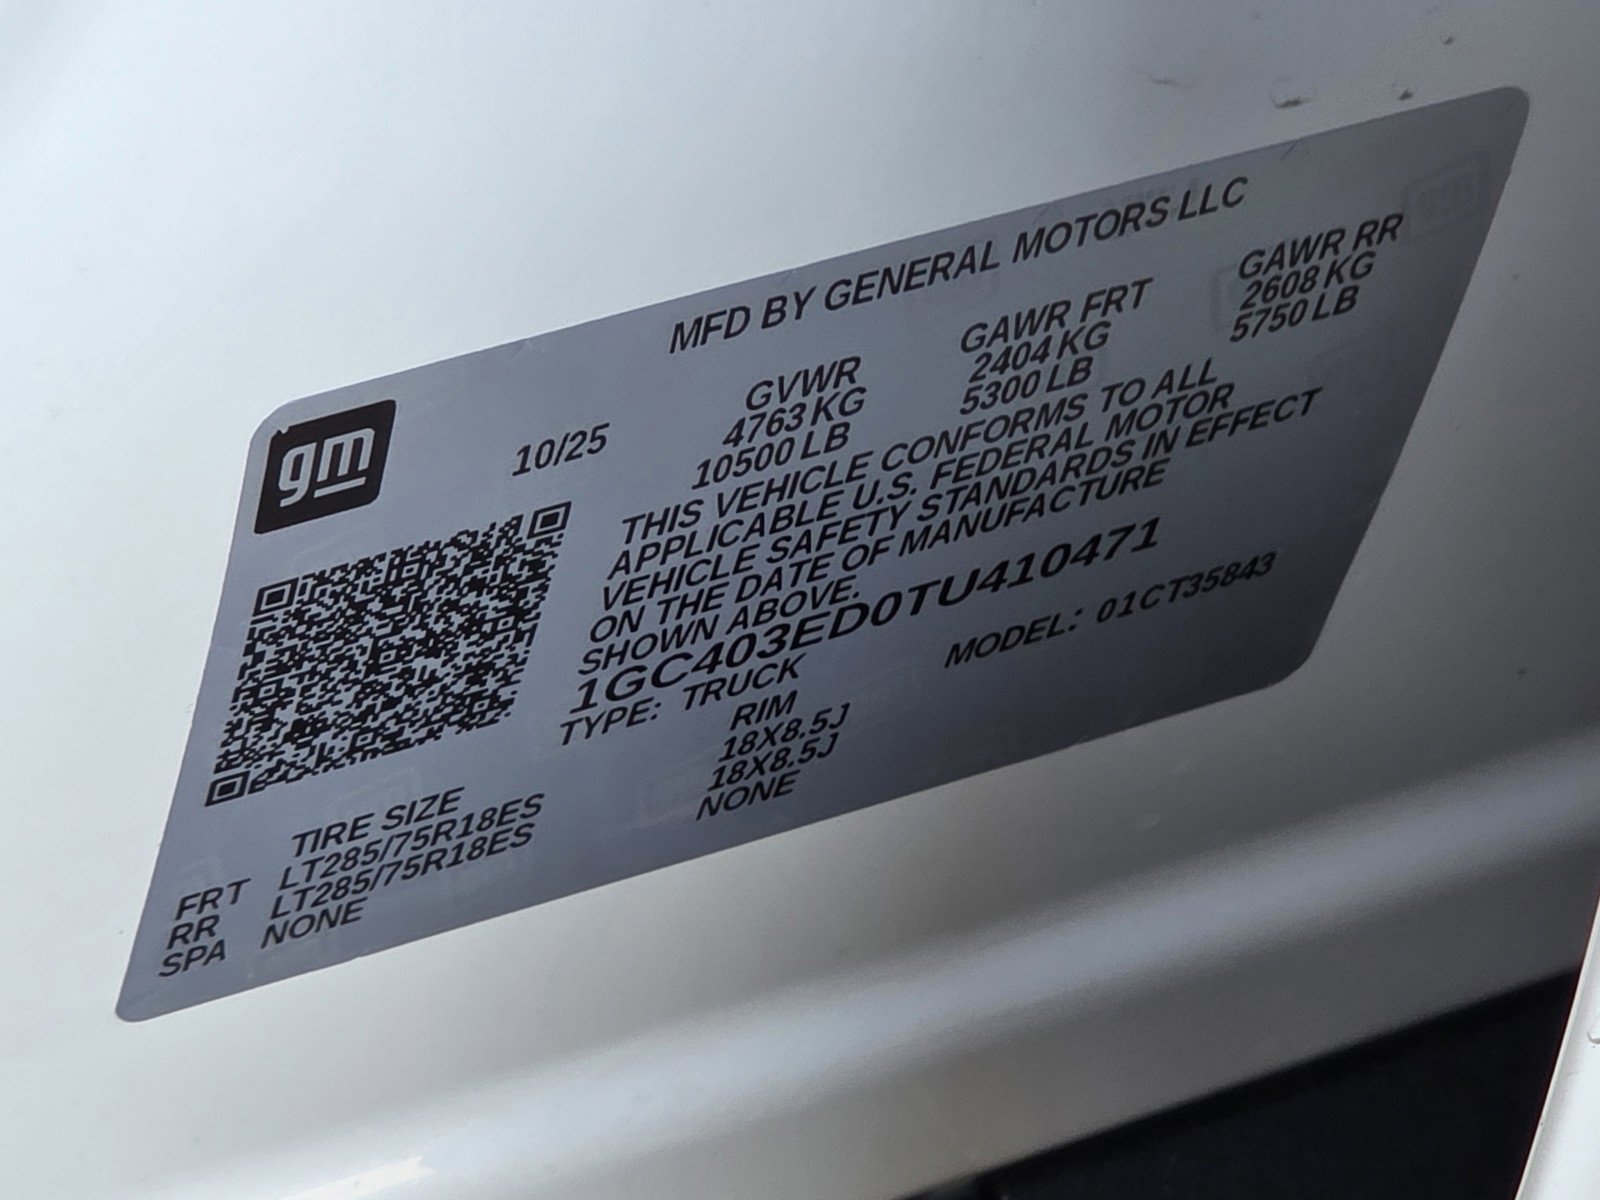 gm
MFD BY GENERAL MOTORS LLC
10/25
GVWR GAWR FRT GAWR RR
4763 KG 2404 KG 2608 KG
10500 LB 5300 LB 5750 LB
THIS VEHICLE CONFORMS TO ALL
APPLICABLE U.S. FEDERAL MOTOR
VEHICLE SAFETY STANDARDS IN EFFECT
ON THE DATE OF MANUFACTURE
SHOWN ABOVE.
1GC403ED0TU410471
TYPE: TRUCK MODEL: 01CT35843
TIRE SIZE RIM
FRT LT285/75R18ES 18X8.5J
RR LT285/75R18ES 18X8.5J
SPA NONE NONE